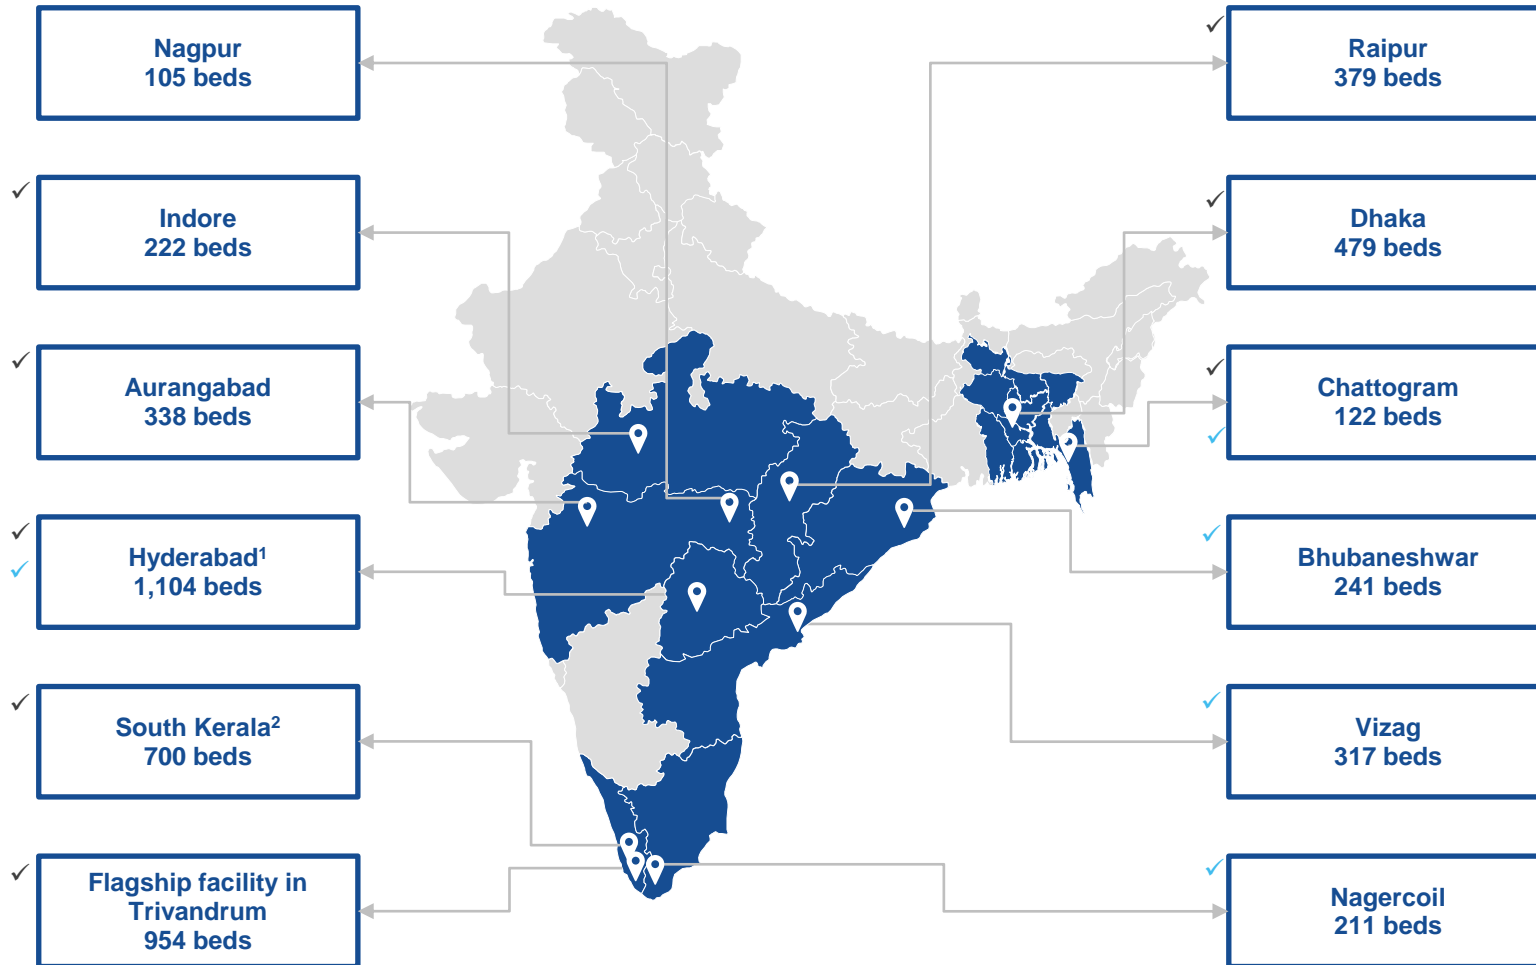 Nagpur
105 beds
Indore
222 beds
Aurangabad
338 beds
Hyderabad¹
1,104 beds
South Kerala²
700 beds
Flagship facility in
Trivandrum
954 beds
Raipur
379 beds
Dhaka
479 beds
Chattogram
122 beds
Bhubaneshwar
241 beds
Vizag
317 beds
Nagercoil
211 beds